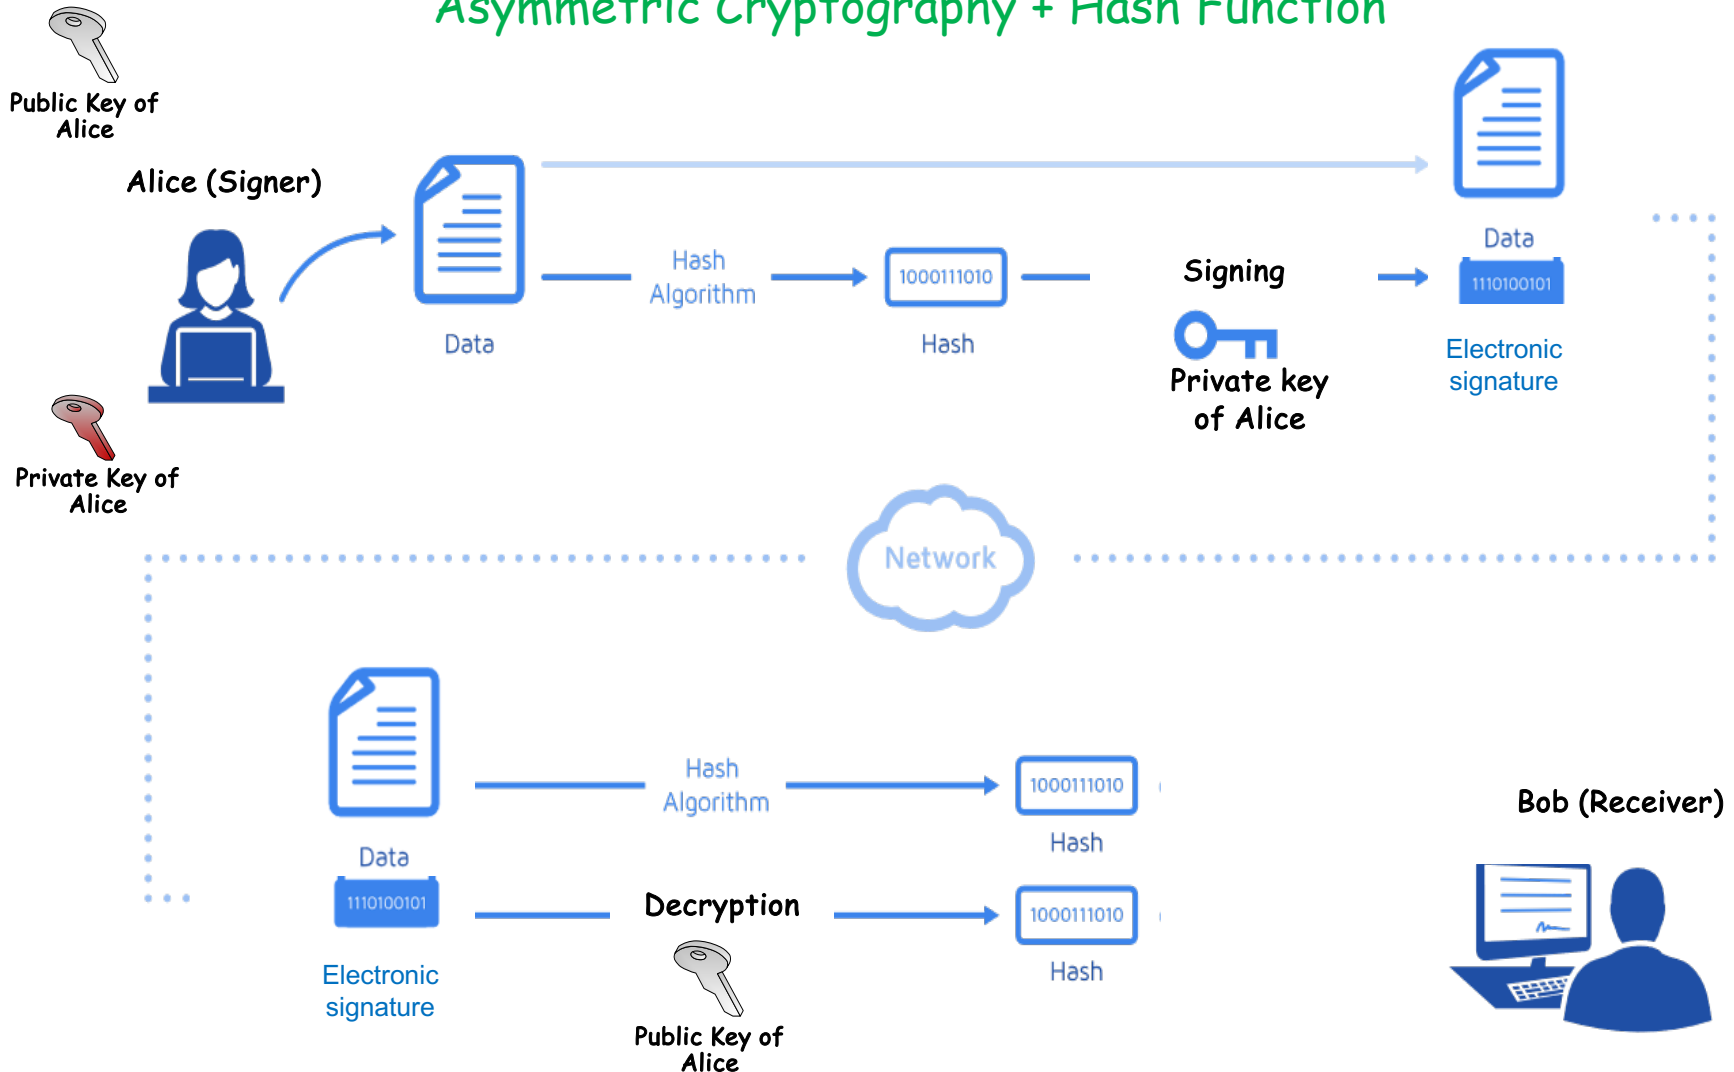 Asymmetric Cryptography + Hash Function
Public Key of
Alice
Alice (Signer)
Data
Hash
Algorithm
1000111010
Hash
Signing
Private key
of Alice
Data
1110100101
Electronic
signature
Private Key of
Alice
Network
Data
1110100101
Electronic
signature
Hash
Algorithm
1000111010
Hash
Decryption
Public Key of
Alice
1000111010
Hash
Bob (Receiver)